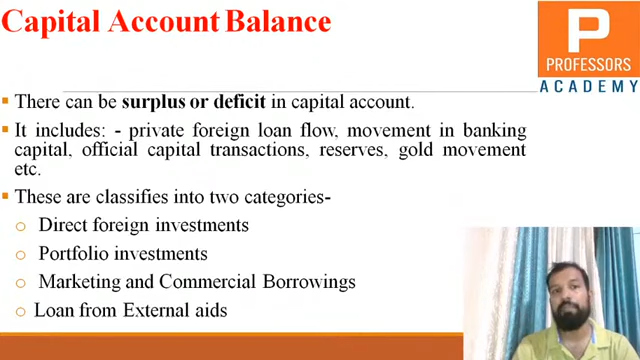 Capital Account Balance
P
PROFESSORS
ACADEMY
There can be surplus or deficit in capital account.
It includes: - private foreign loan flow, movement in banking
capital, official capital transactions, reserves, gold movement
etc.
These are classifies into two categories-
Direct foreign investments
Portfolio investments
Marketing and Commercial Borrowings
Loan from External aids